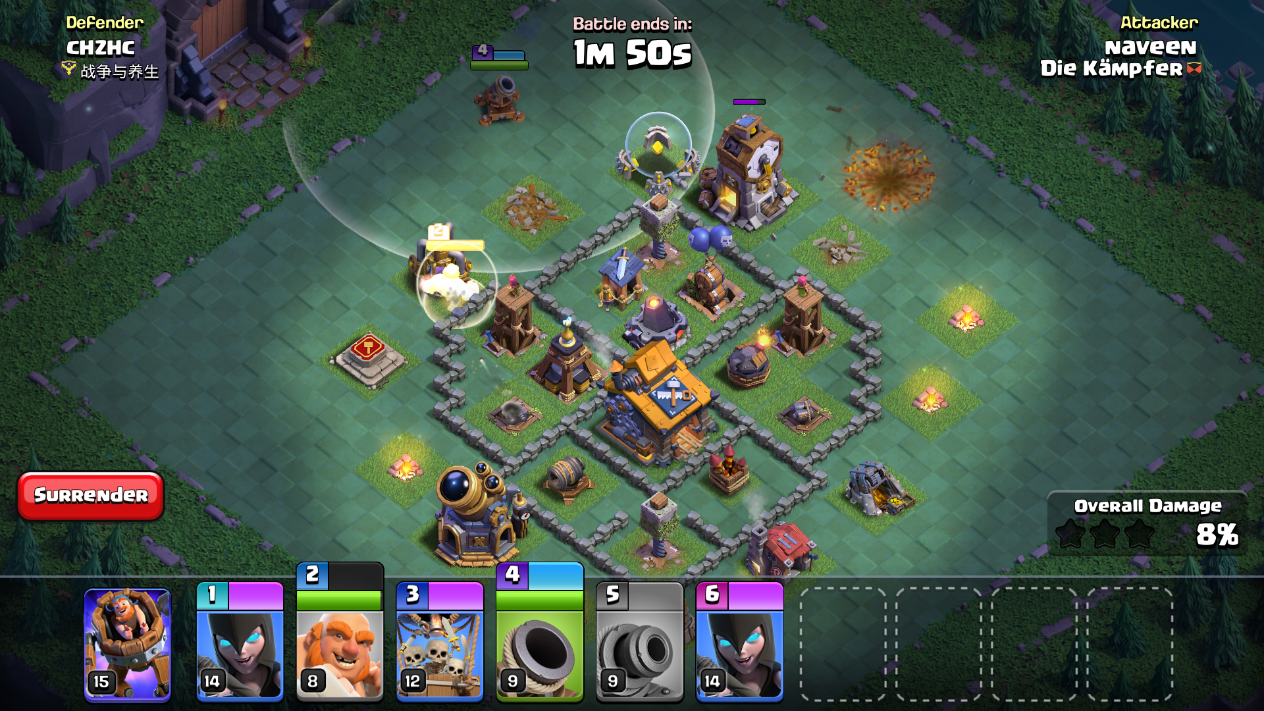 Defender
CHZHC
战争与养生
Battle ends in:
1m 50s
Attacker
naveen
Die Kämpfer
4
Surrender
Overall Damage
8%
1
2
3
4
5
6
15
14
8
12
9
9
14